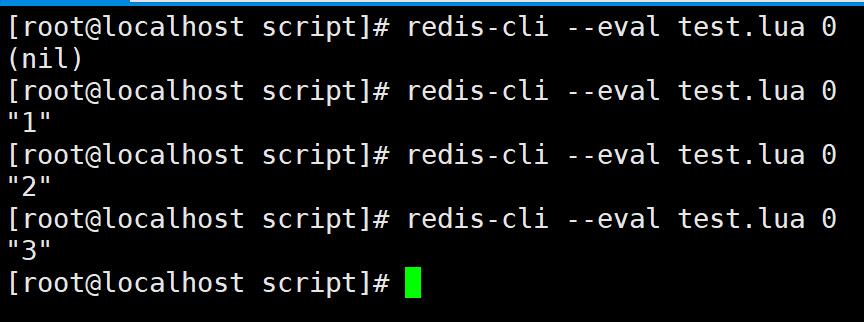 [root@localhost script]# redis-cli --eval test.lua 0
(nil)
[root@localhost script]# redis-cli --eval test.lua 0
"1"
[root@localhost script]# redis-cli --eval test.lua 0
"2"
[root@localhost script]# redis-cli --eval test.lua 0
"3"
[root@localhost script]#